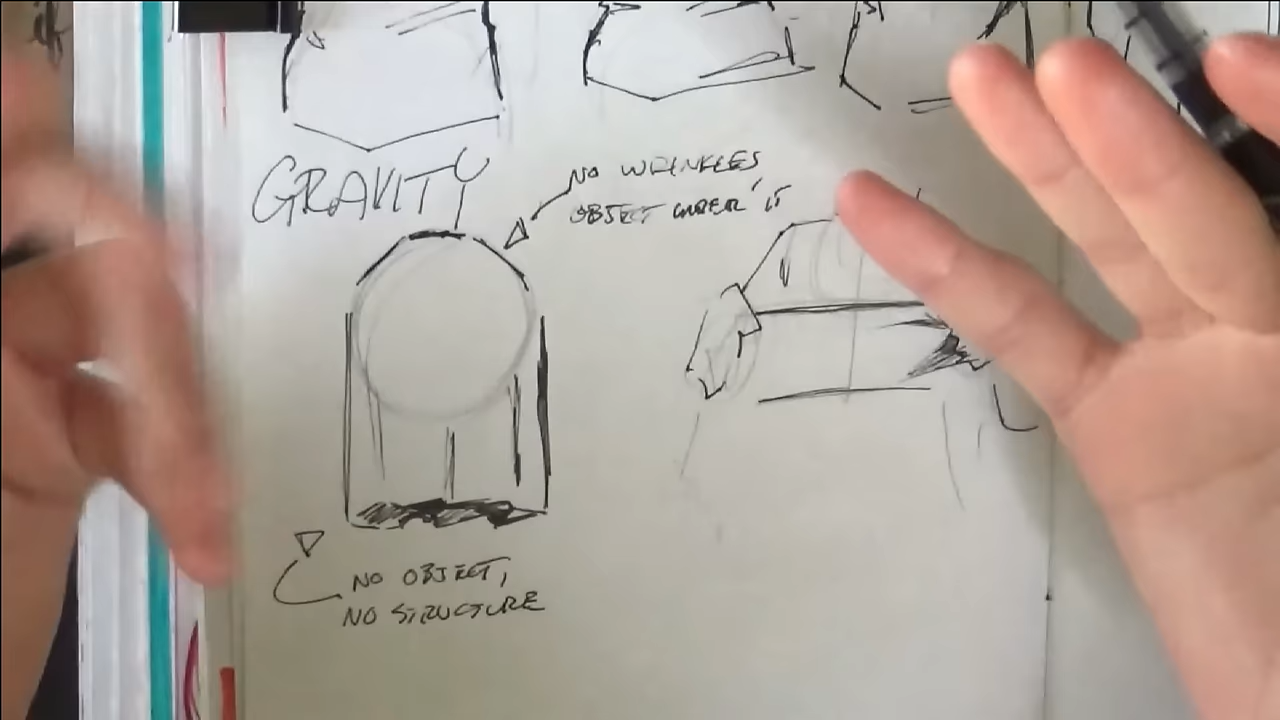 GRAVITY
NO WRINKLES,
OBJECT UNDER IT
NO OBJECT,
NO STRUCTURE